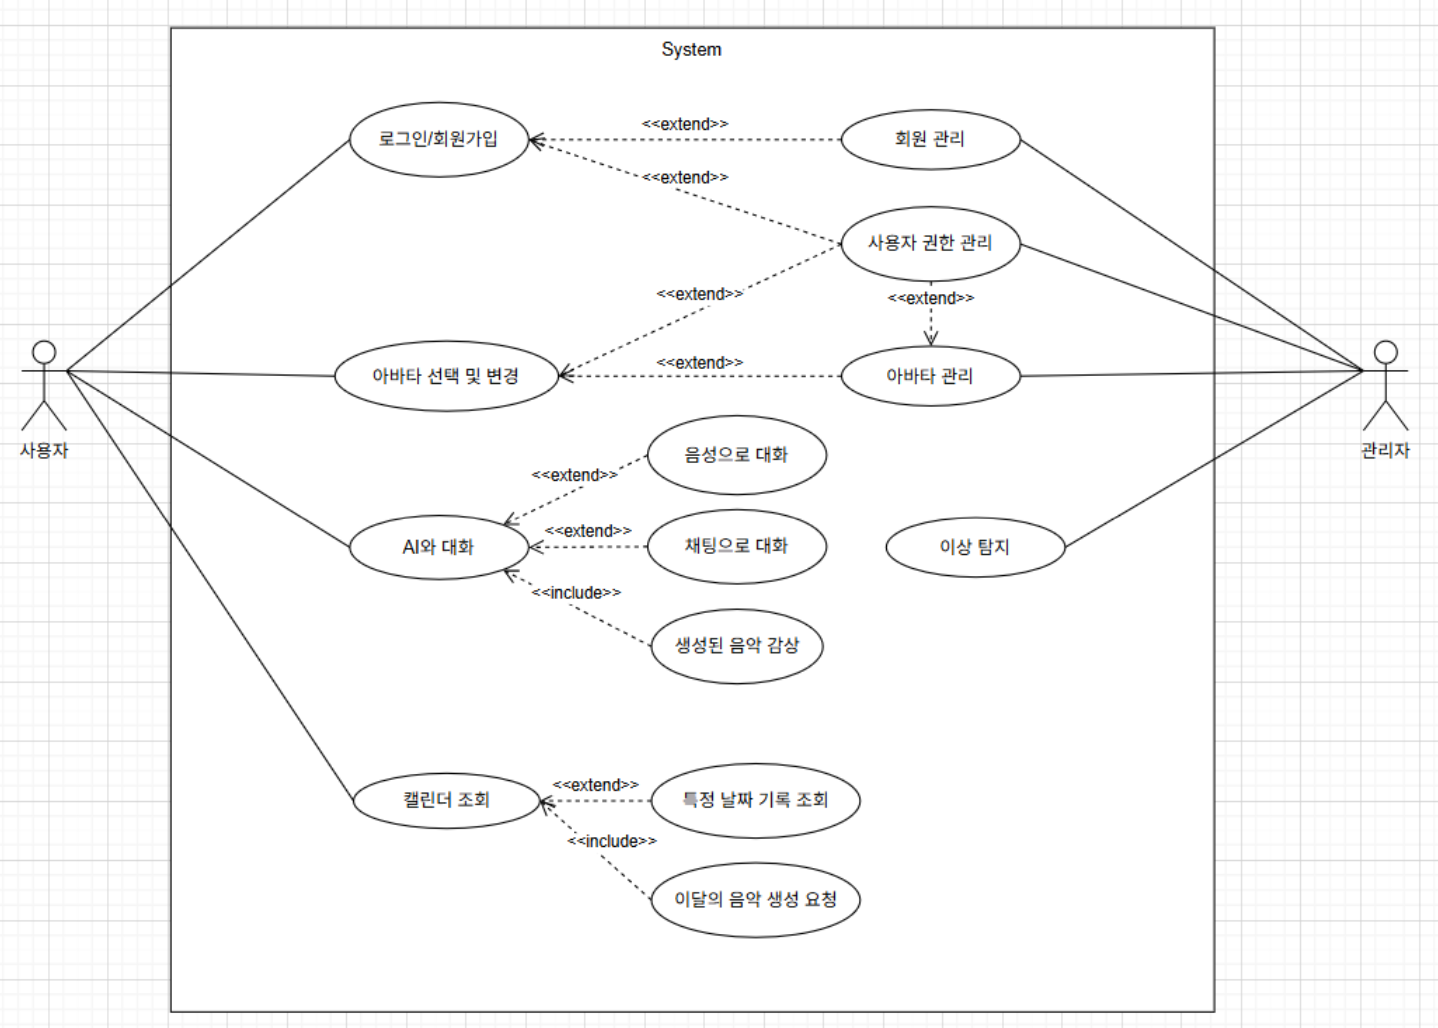 System
로그인/회원가입
<<extend>>
회원 관리
<<extend>>
사용자 권한 관리
<<extend>>
<<extend>>
아바타 선택 및 변경
<<extend>>
아바타 관리
사용자
관리자
음성으로 대화
<<extend>>
AI와 대화
<<extend>>
채팅으로 대화
이상 탐지
<<include>>
생성된 음악 감상
캘린더 조회
<<extend>>
특정 날짜 기록 조회
<<include>>
이달의 음악 생성 요청